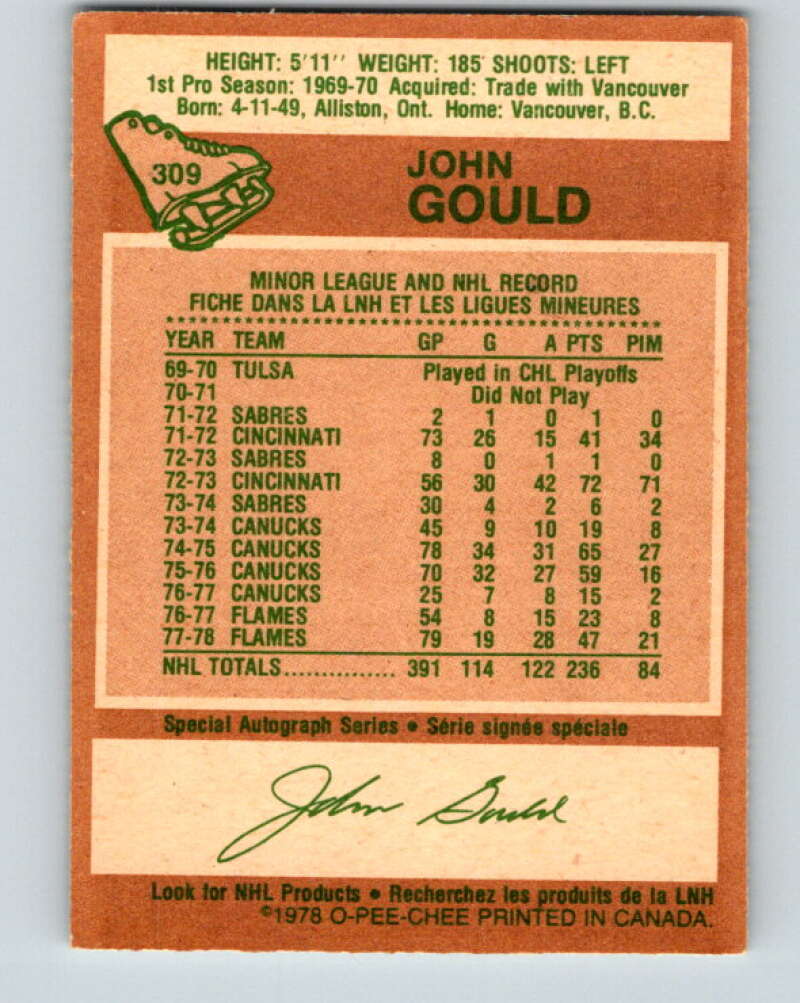 HEIGHT: 5'11'' WEIGHT: 185 SHOOTS: LEFT
1st Pro Season: 1969-70 Acquired: Trade with Vancouver
Born: 4-11-49, Alliston, Ont. Home: Vancouver, B.C.
309
JOHN
GOULD
MINOR LEAGUE AND NHL RECORD
FICHE DANS LA LNH ET LES LIGUES MINEURES
YEAR TEAM GP G A PTS PIM
69-70 TULSA Played in CHL Playoffs
70-71 Did Not Play
71-72 SABRES 2 1 0 1 0
71-72 CINCINNATI 73 26 15 41 34
72-73 SABRES 8 0 1 1 0
72-73 CINCINNATI 56 30 42 72 71
73-74 SABRES 30 4 2 6 2
73-74 CANUCKS 45 9 10 19 8
74-75 CANUCKS 78 34 31 65 27
75-76 CANUCKS 70 32 27 59 16
76-77 CANUCKS 25 7 8 15 2
76-77 FLAMES 54 8 15 23 8
77-78 FLAMES 79 19 28 47 21
NHL TOTALS............... 391 114 122 236 84
Special Autograph Series • Série signée spéciale
John Gould
Look for NHL Products • Recherchez les produits de la LNH
©1978 O-PEE-CHEE PRINTED IN CANADA.